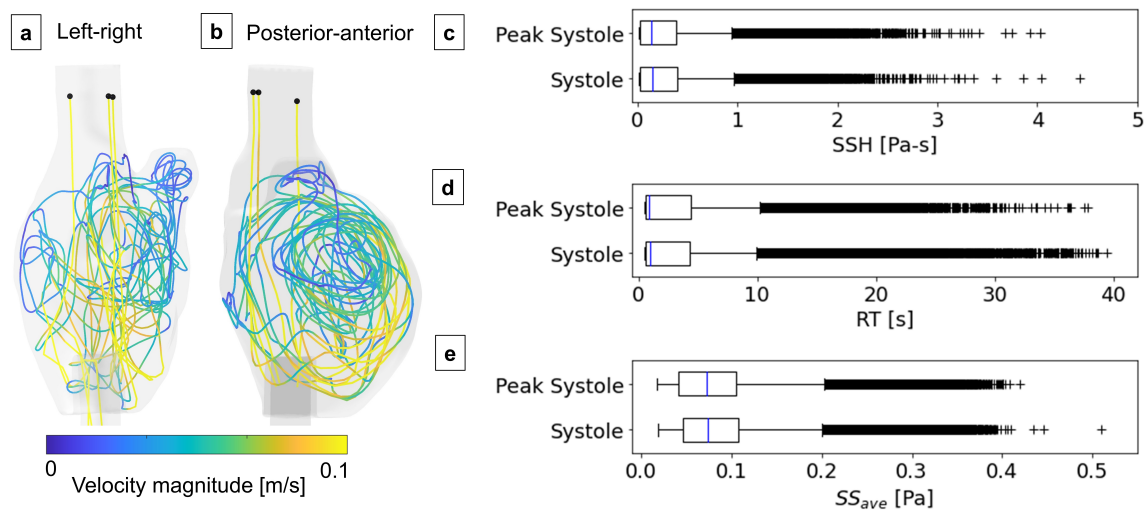 a Left-right
b Posterior-anterior
0 0.1
Velocity magnitude [m/s]
c
Peak Systole
Systole
0 1 2 3 4 5
SSH [Pa-s]
d
Peak Systole
Systole
0 10 20 30 40
RT [s]
e
Peak Systole
Systole
0.0 0.1 0.2 0.3 0.4 0.5
SSave [Pa]